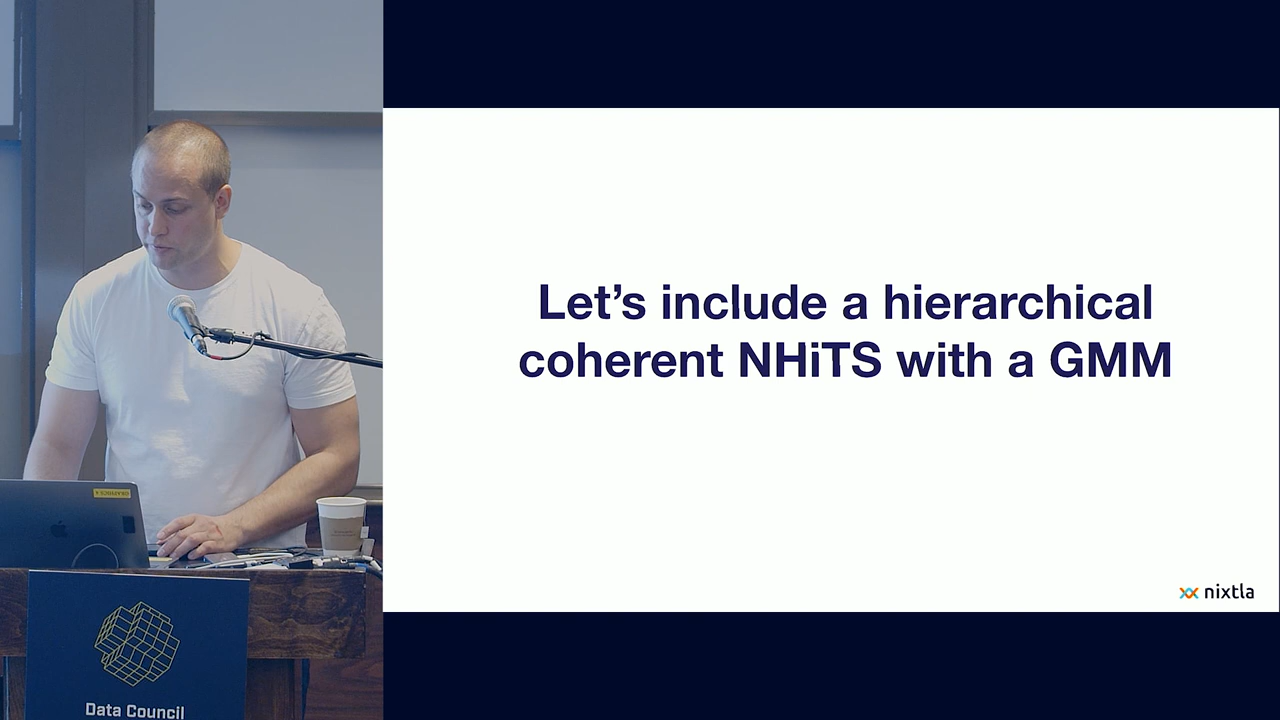 Let's include a hierarchical
coherent NHiTS with a GMM
nixtla
Data Council